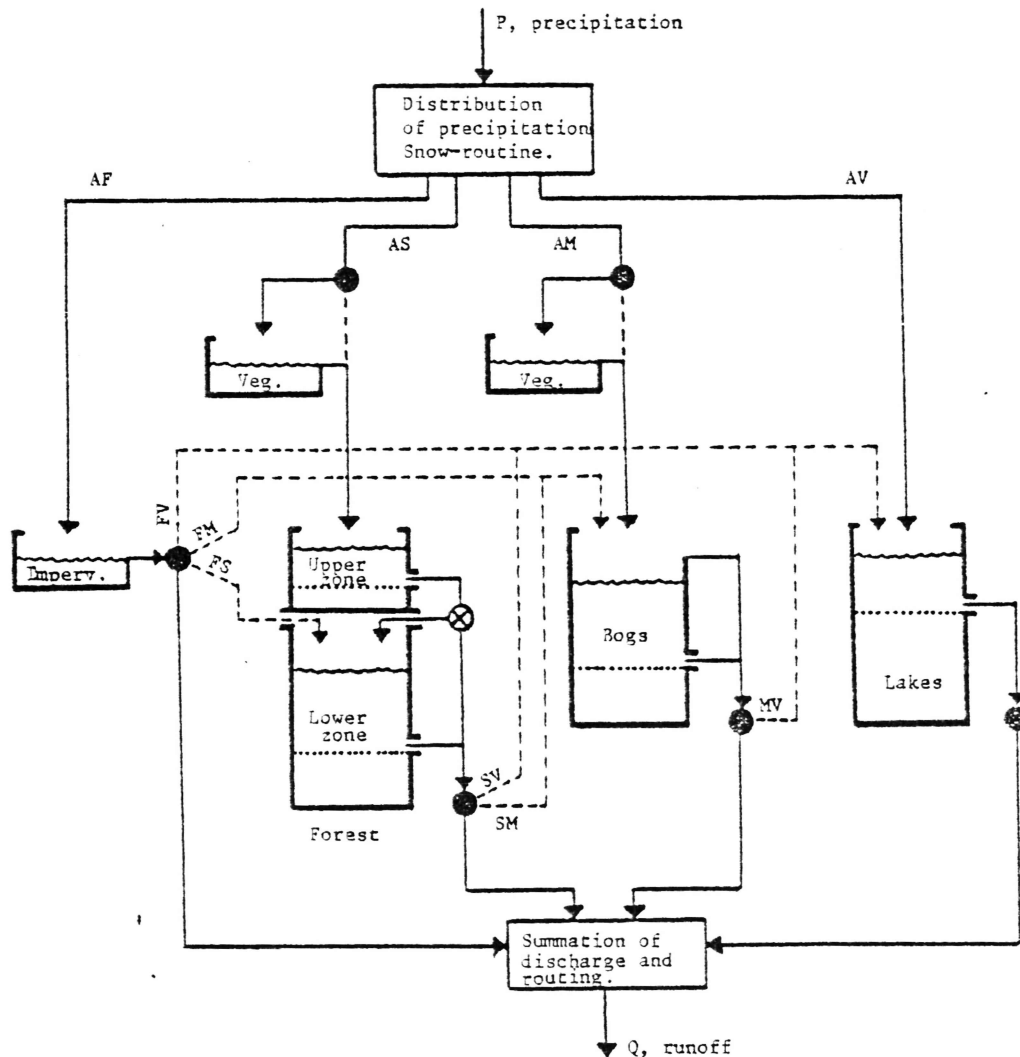 P, precipitation
Distribution
of precipitation
Snow-routine.
AF
AV
AS
AM
Veg.
Veg.
FV
FM
FS
Imperv.
Upper
zone
Bogs
Lakes
Lower
zone
MV
SV
SM
Forest
Summation of
discharge and
routing.
Q, runoff